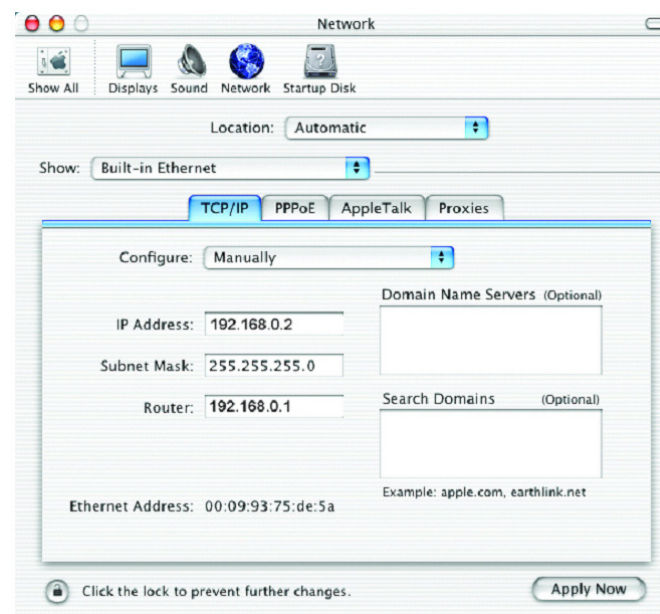 Network
Show All Displays Sound Network Startup Disk
Location: Automatic
Show: Built-in Ethernet
TCP/IP PPPoE AppleTalk Proxies
Configure: Manually
Domain Name Servers (Optional)
IP Address: 192.168.0.2
Subnet Mask: 255.255.255.0
Router: 192.168.0.1
Search Domains (Optional)
Example: apple.com, earthlink.net
Ethernet Address: 00:09:93:75:de:5a
Click the lock to prevent further changes.
Apply Now